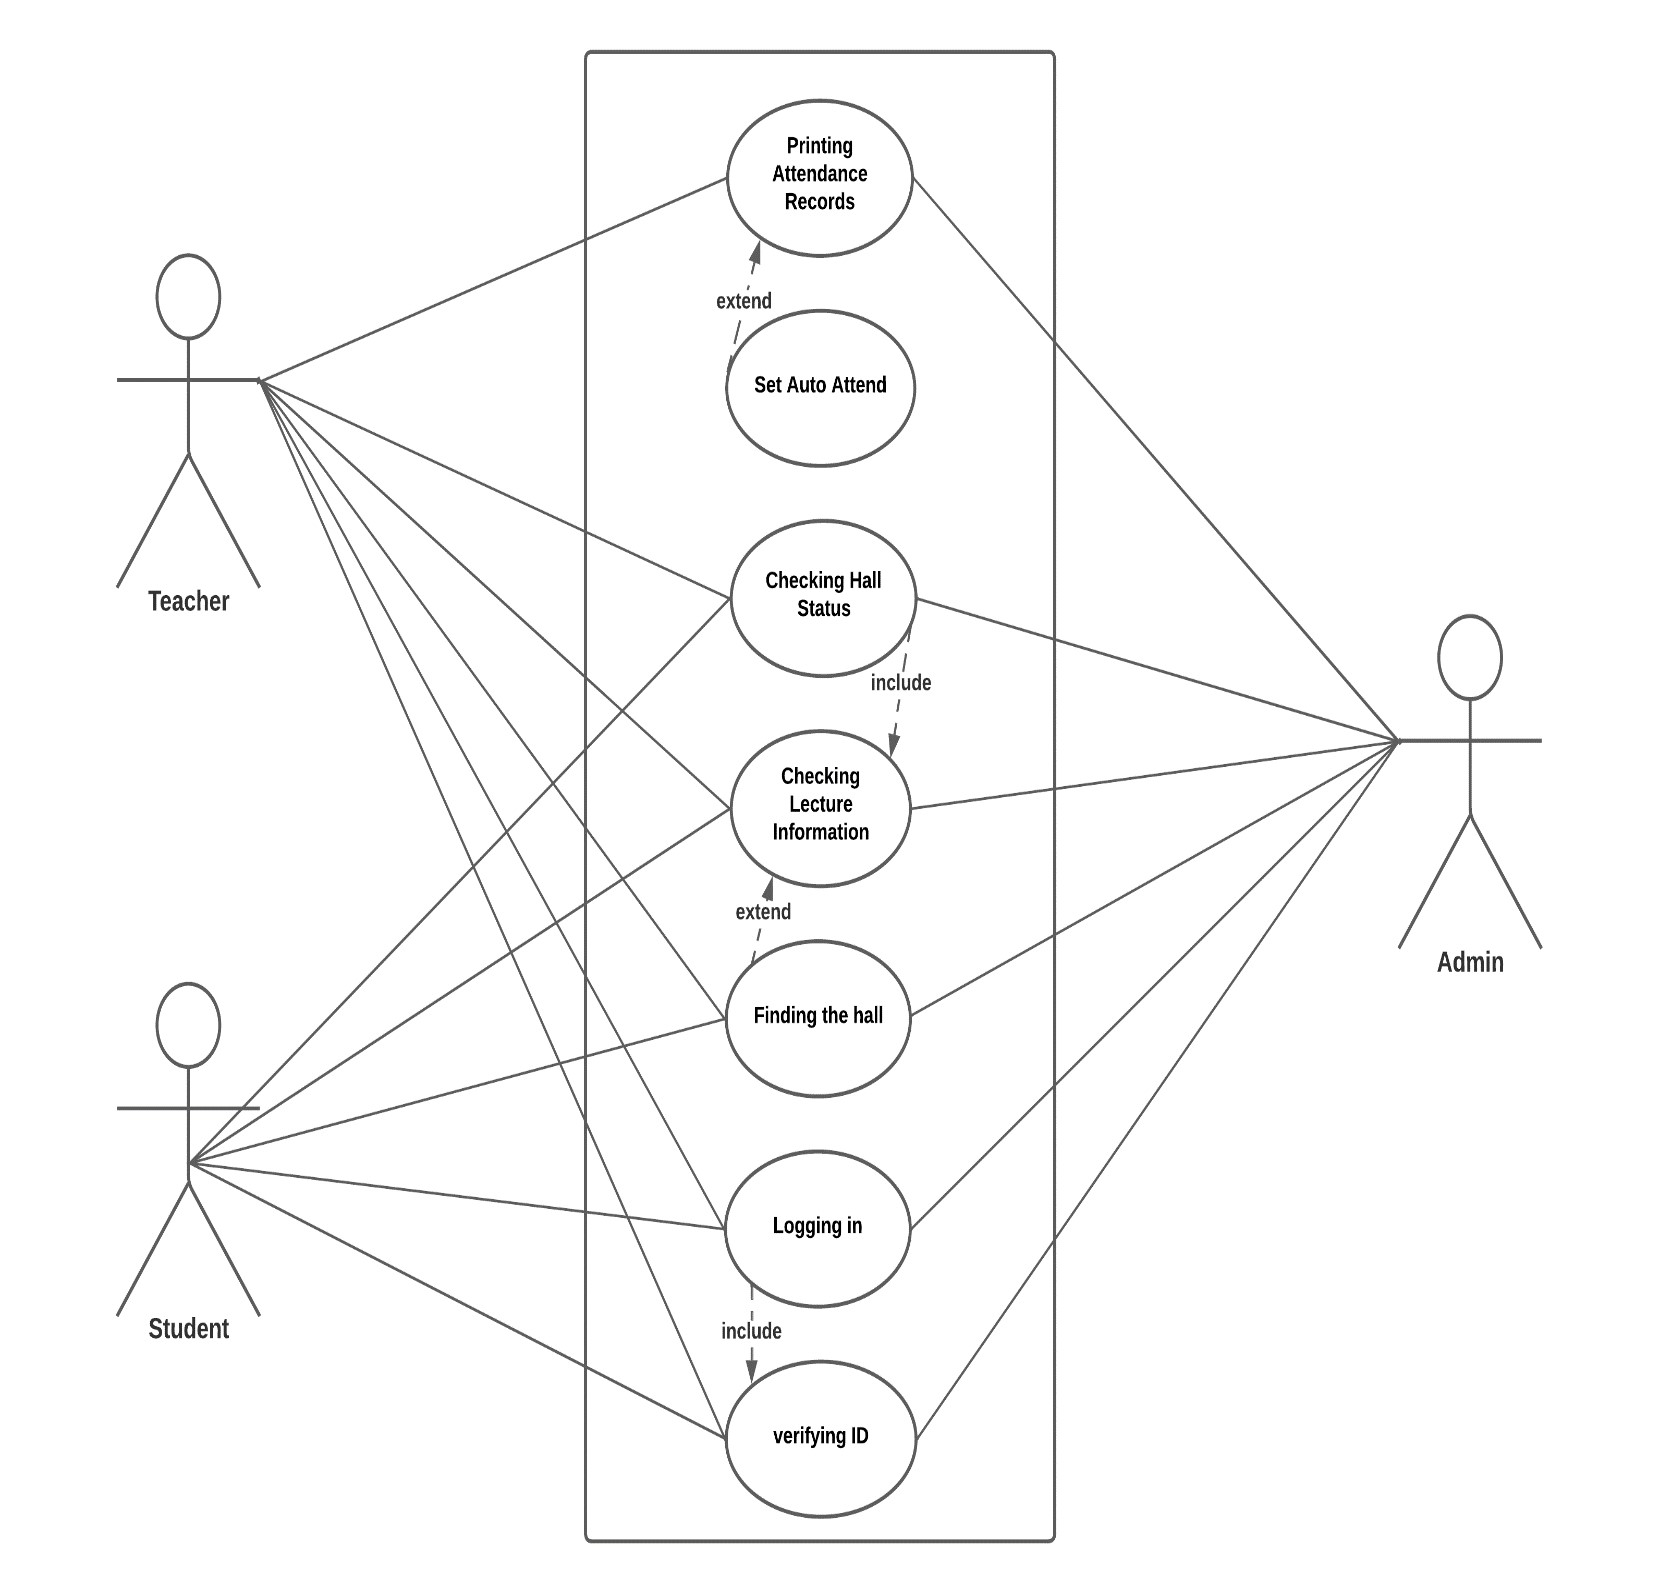 Printing
Attendance
Records
extend
Set Auto Attend
Checking Hall
Status
Teacher
include
Checking
Lecture
Information
extend
Admin
Finding the hall
Logging in
Student
include
verifying ID